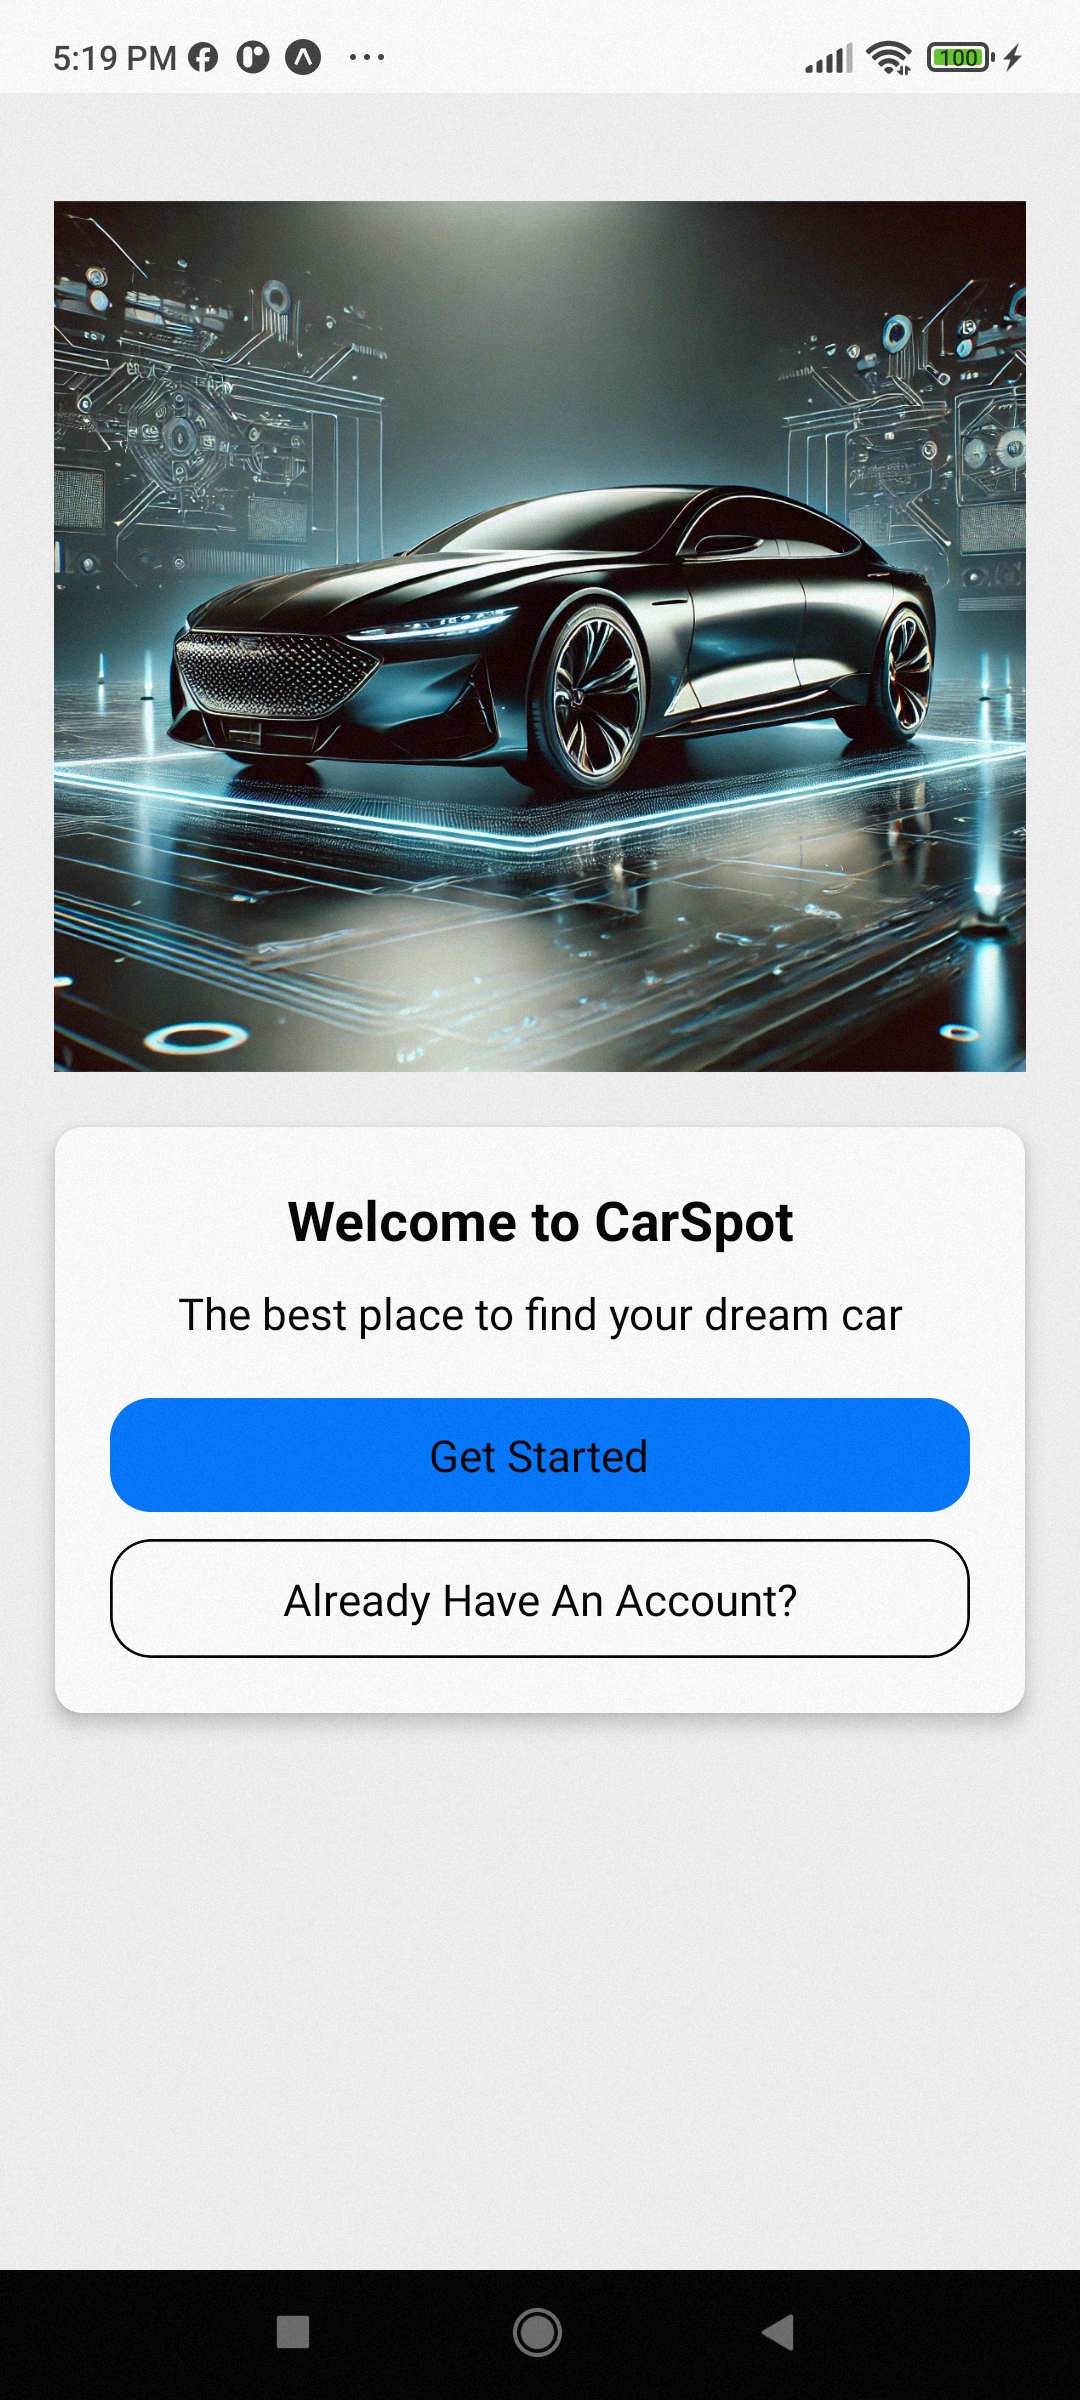 5:19 PM
100
Welcome to CarSpot
The best place to find your dream car
Get Started
Already Have An Account?